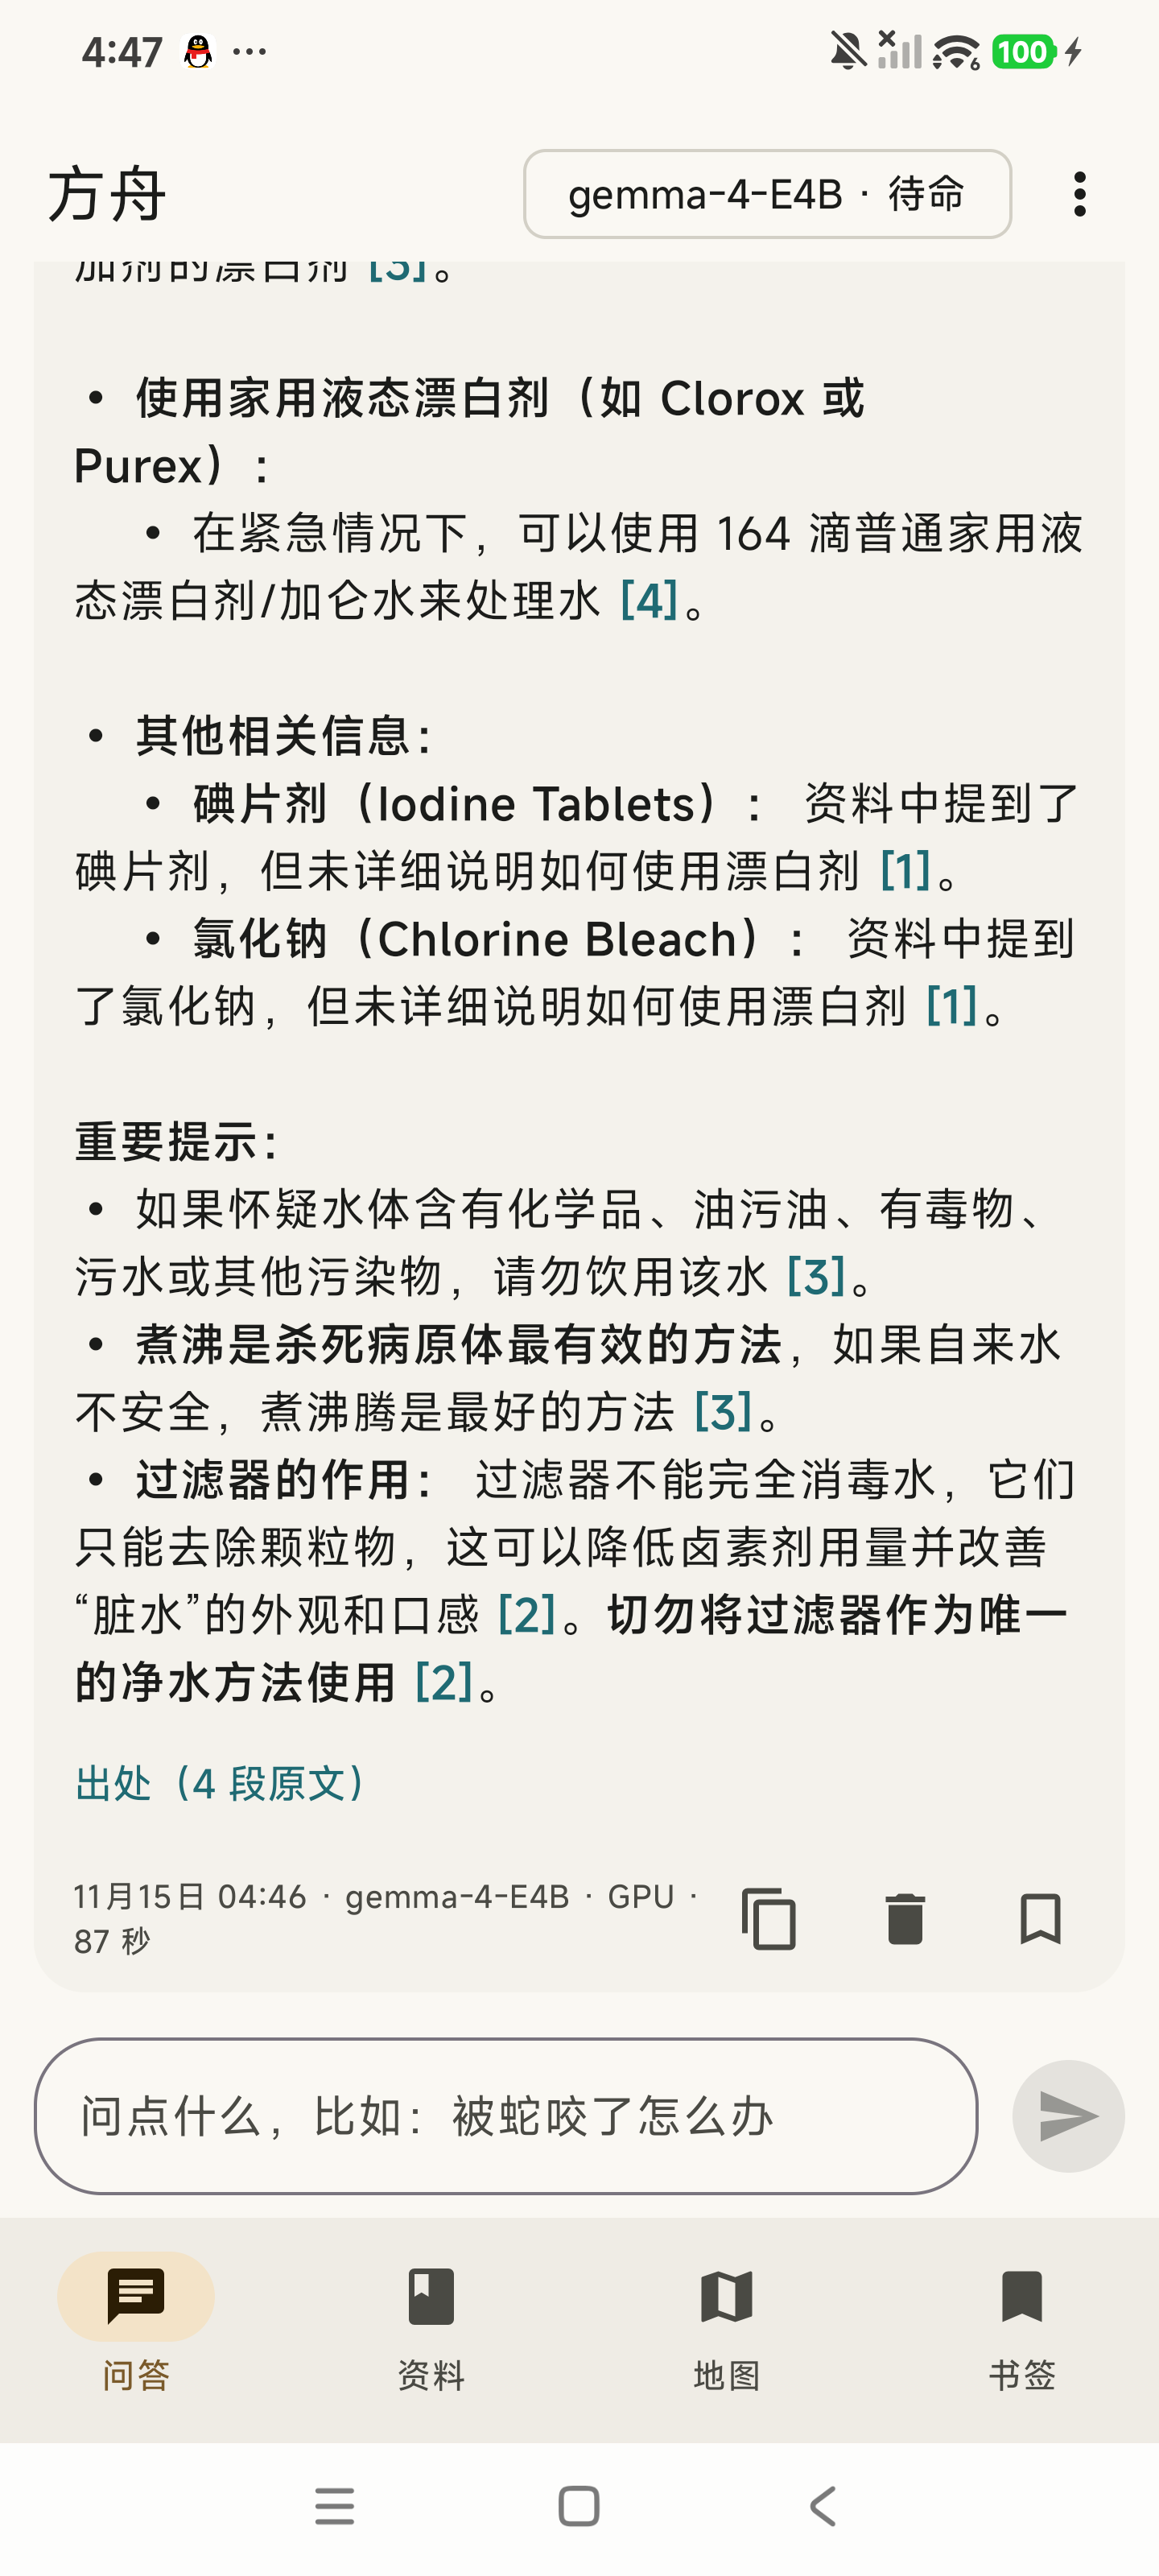 4:47
100
方舟
gemma-4-E4B · 待命
加剂的漂白剂 [3]。
• 使用家用液态漂白剂（如 Clorox 或
Purex）：
• 在紧急情况下，可以使用 164 滴普通家用液
态漂白剂/加仑水来处理水 [4]。
• 其他相关信息：
• 碘片剂（Iodine Tablets）： 资料中提到了
碘片剂，但未详细说明如何使用漂白剂 [1]。
• 氯化钠（Chlorine Bleach）： 资料中提到
了氯化钠，但未详细说明如何使用漂白剂 [1]。
重要提示：
• 如果怀疑水体含有化学品、油污油、有毒物、
污水或其他污染物，请勿饮用该水 [3]。
• 煮沸是杀死病原体最有效的方法，如果自来水
不安全，煮沸腾是最好的方法 [3]。
• 过滤器的作用： 过滤器不能完全消毒水，它们
只能去除颗粒物，这可以降低卤素剂用量并改善
“脏水”的外观和口感 [2]。切勿将过滤器作为唯一
的净水方法使用 [2]。
出处（4 段原文）
11月15日 04:46 · gemma-4-E4B · GPU ·
87 秒
问点什么，比如：被蛇咬了怎么办
问答
资料
地图
书签